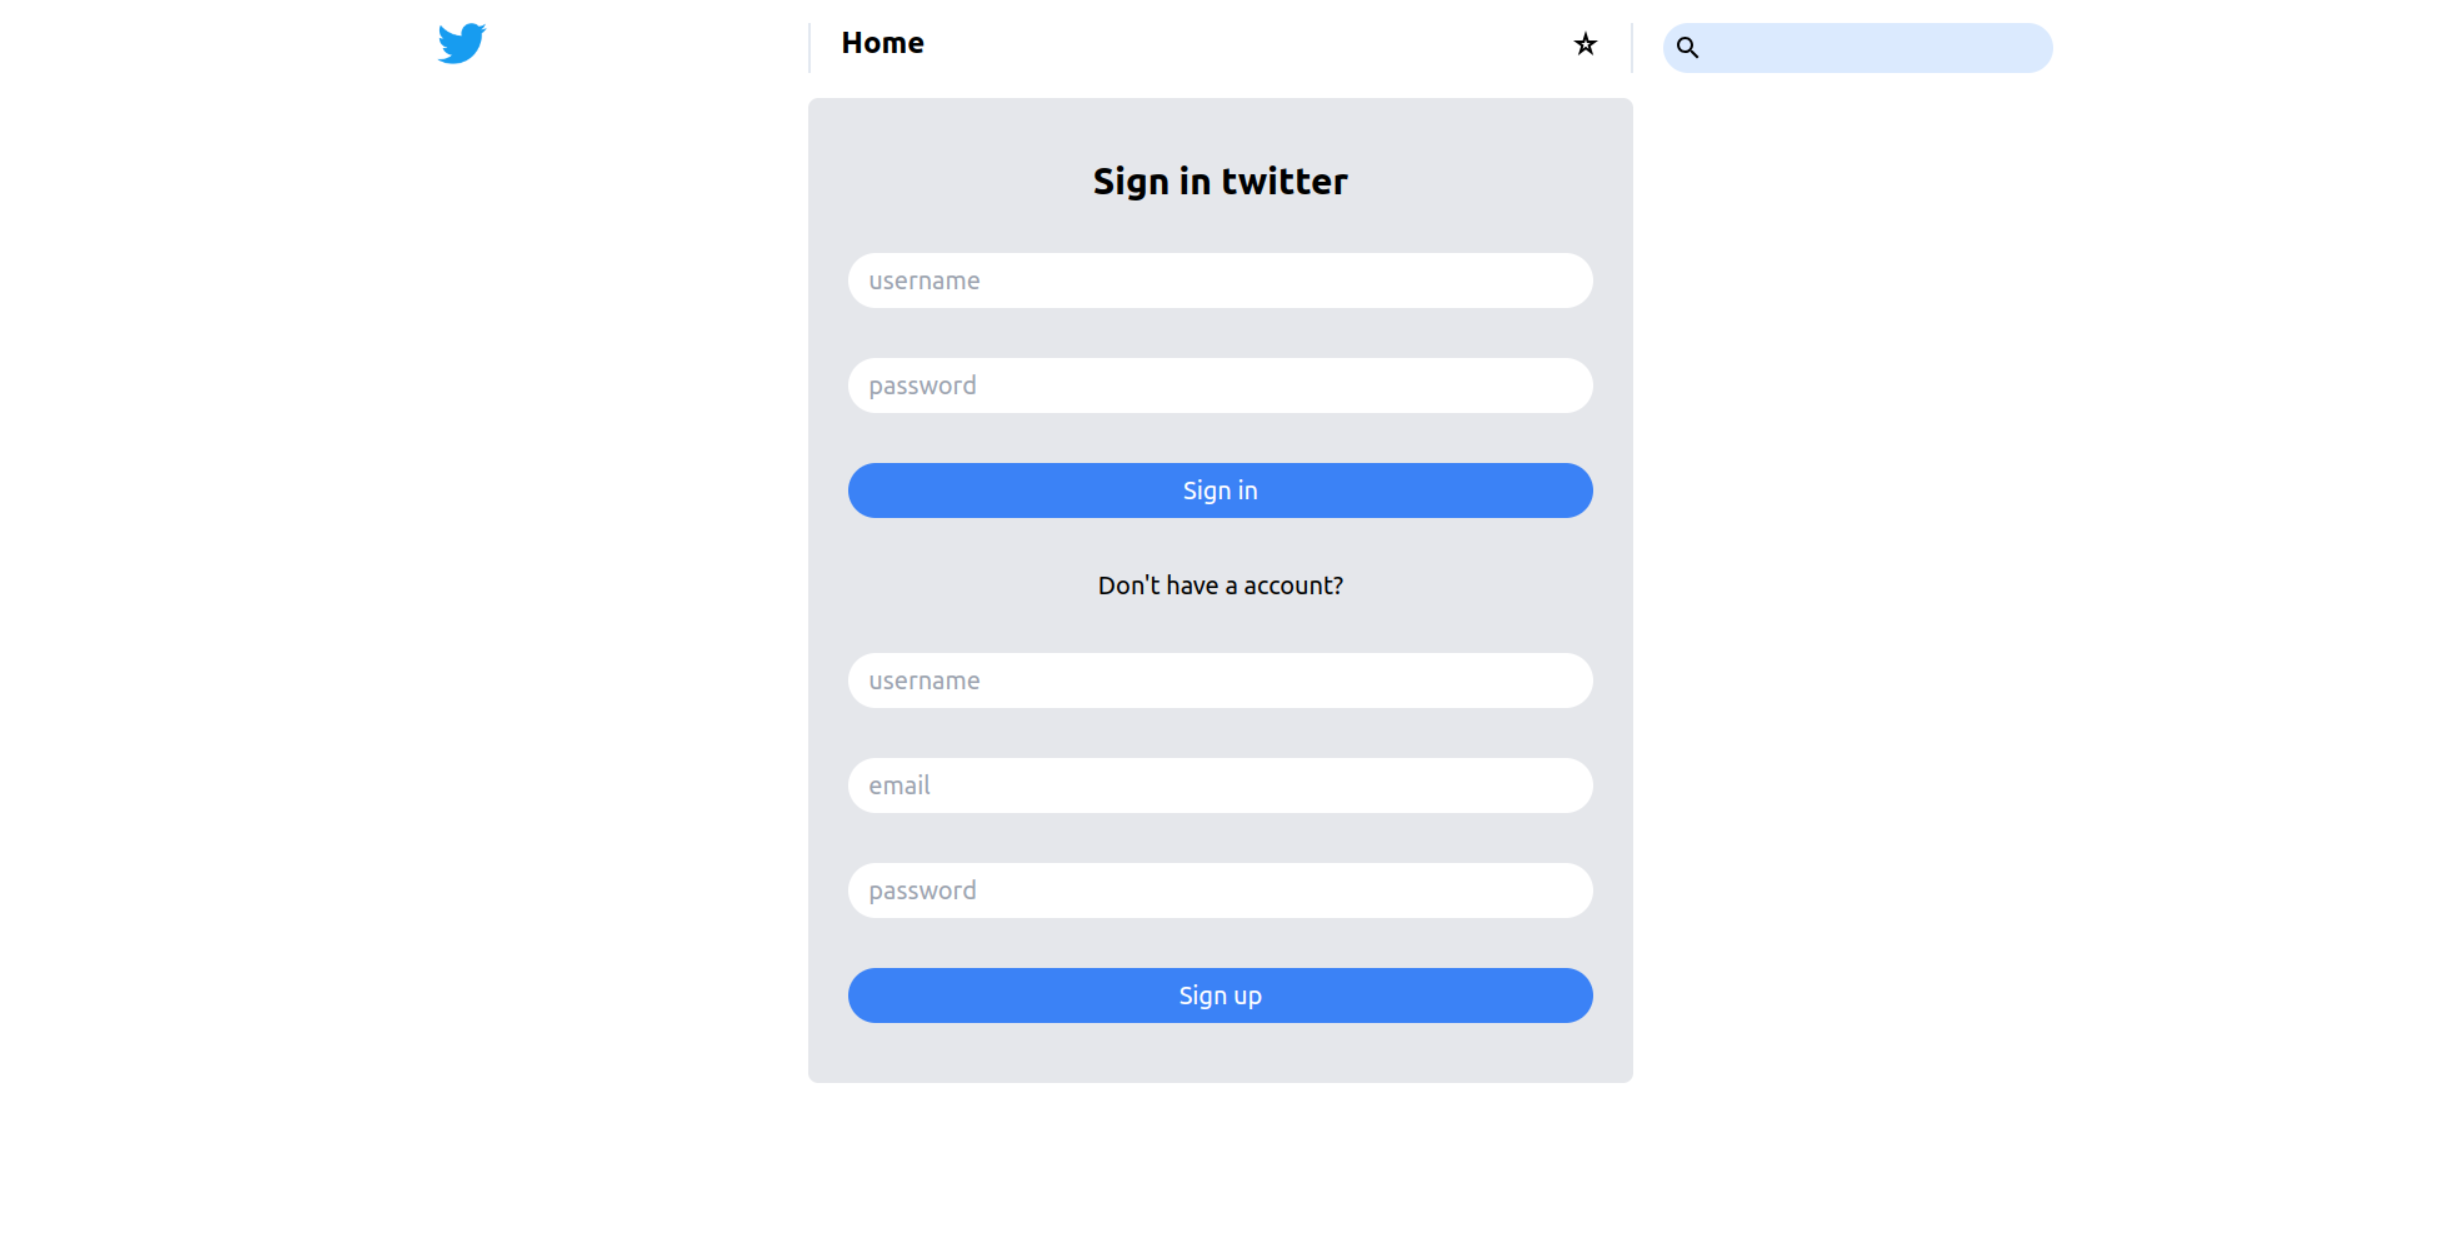 Home
Sign in twitter
username
password
Sign in
Don't have a account?
username
email
password
Sign up